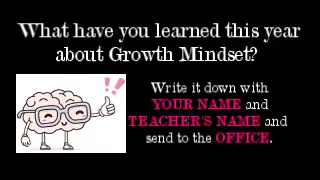 What have you learned this year
about Growth Mindset?
Write it down with
YOUR NAME and
TEACHER'S NAME and
send to the OFFICE.